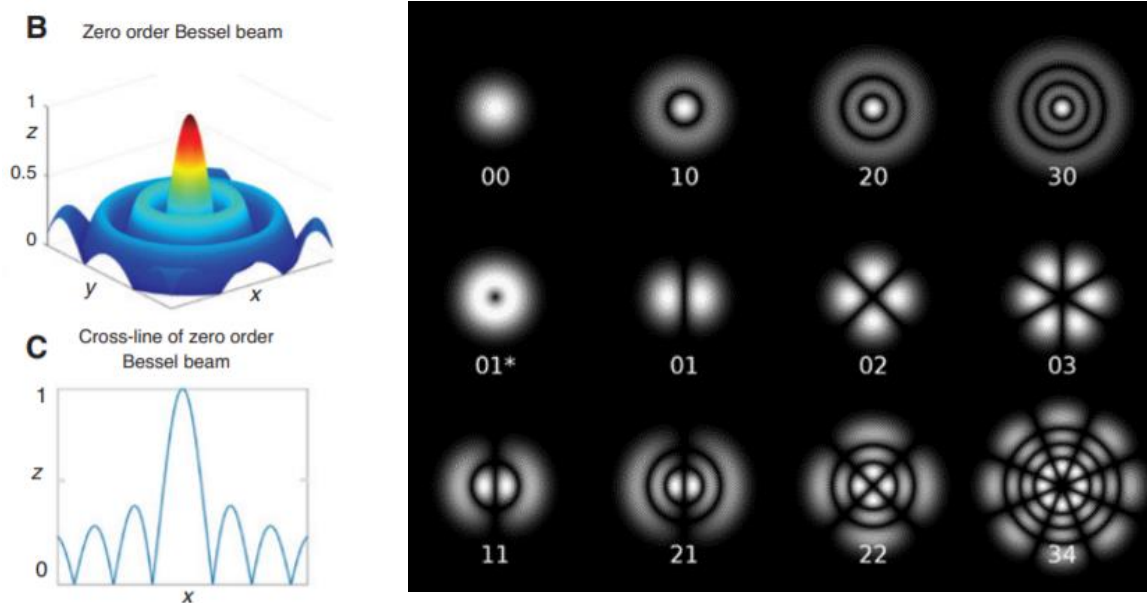 B Zero order Bessel beam
1
z
0.5
0
y
x
C Cross-line of zero order
Bessel beam
1
z
0
x
00 10 20 30
01* 01 02 03
11 21 22 34